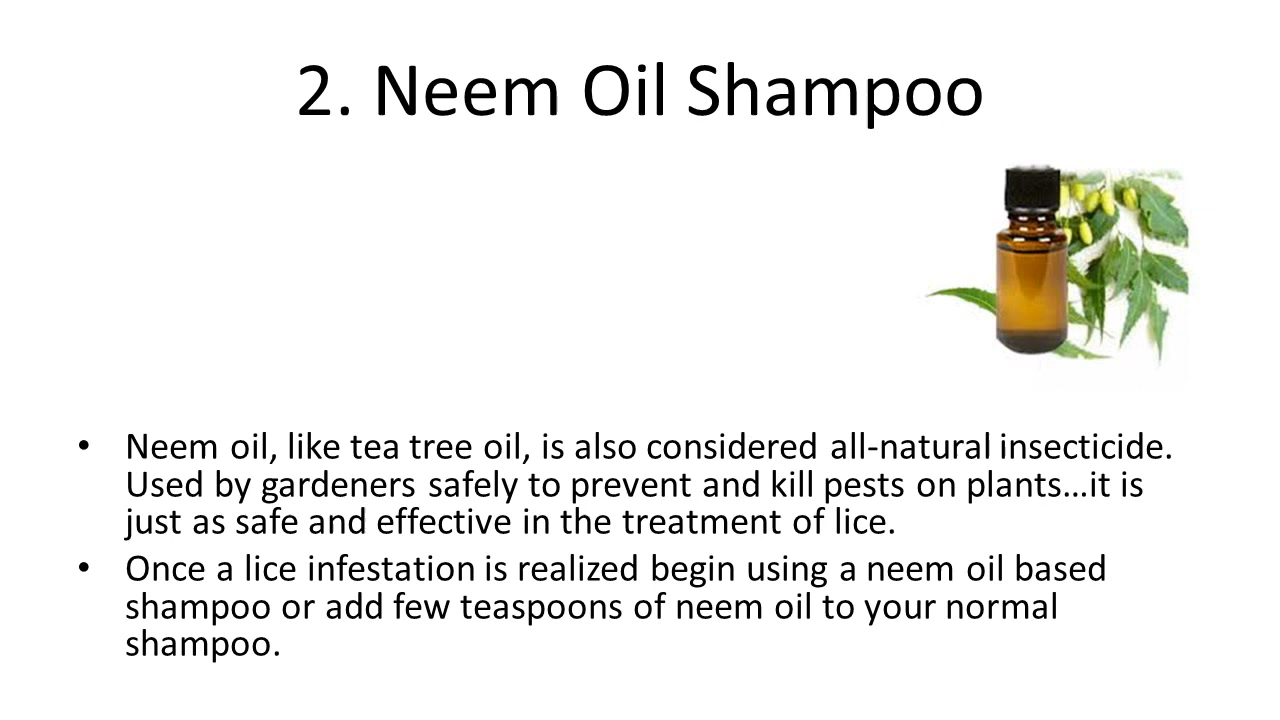 2. Neem Oil Shampoo
• Neem oil, like tea tree oil, is also considered all-natural insecticide.
Used by gardeners safely to prevent and kill pests on plants…it is
just as safe and effective in the treatment of lice.
• Once a lice infestation is realized begin using a neem oil based
shampoo or add few teaspoons of neem oil to your normal
shampoo.